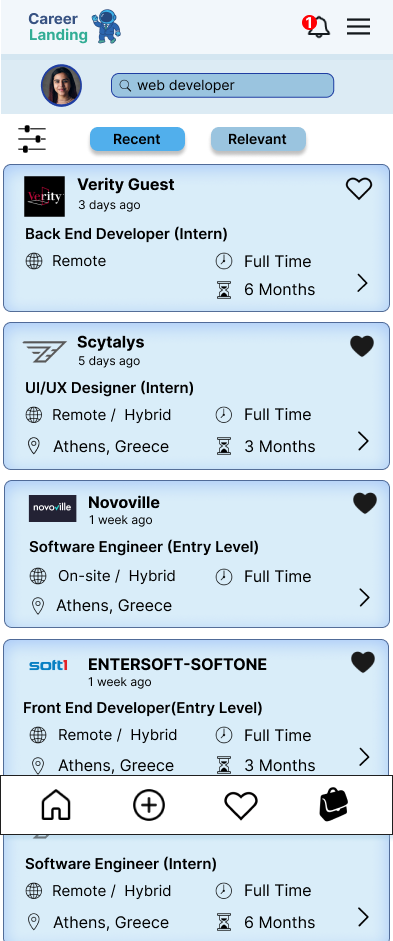 Career
Landing
1
web developer
Recent
Relevant
Verity
Verity Guest
3 days ago
Back End Developer (Intern)
Remote
Full Time
6 Months
Scytalys
5 days ago
UI/UX Designer (Intern)
Remote / Hybrid
Full Time
Athens, Greece
3 Months
novoville
Novoville
1 week ago
Software Engineer (Entry Level)
On-site / Hybrid
Full Time
Athens, Greece
soft1
ENTERSOFT-SOFTONE
1 week ago
Front End Developer(Entry Level)
Remote / Hybrid
Full Time
Athens, Greece
3 Months
Software Engineer (Intern)
Remote / Hybrid
Full Time
Athens, Greece
6 Months